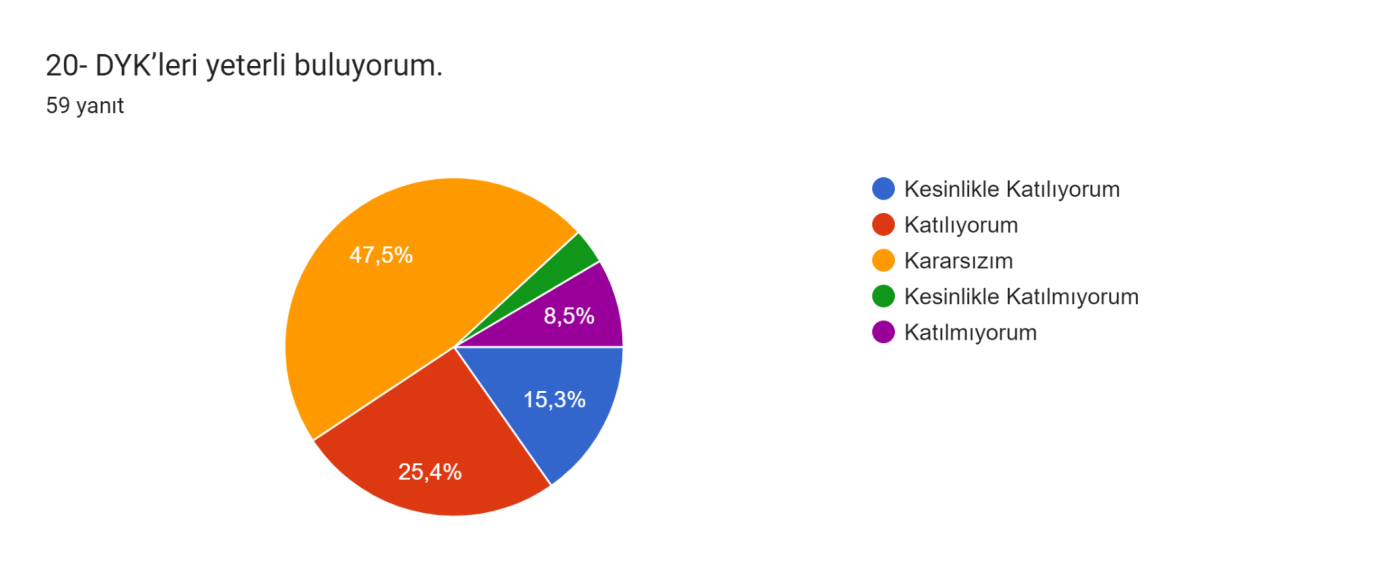 20- DYK’leri yeterli buluyorum.
59 yanıt
47,5%
8,5%
15,3%
25,4%
Kesinlikle Katılıyorum
Katılıyorum
Kararsızım
Kesinlikle Katılmıyorum
Katılmıyorum